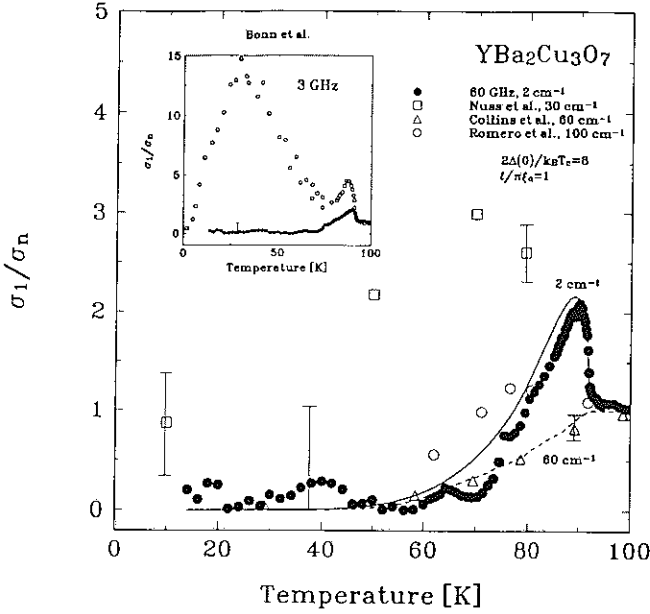 Bonn et al.
YBa2Cu3O7
5
4
3
2
1
0
σ1/σn
15
10
5
0
σ1/σn
3 GHz
0
50
100
Temperature [K]
60 GHz, 2 cm⁻¹
Nuss et al., 30 cm⁻¹
Collins et al., 60 cm⁻¹
Romero et al., 100 cm⁻¹
2Δ(0)/kBTc=8
ℓ/πξ0=1
2 cm⁻¹
60 cm⁻¹
0
20
40
60
80
100
Temperature [K]